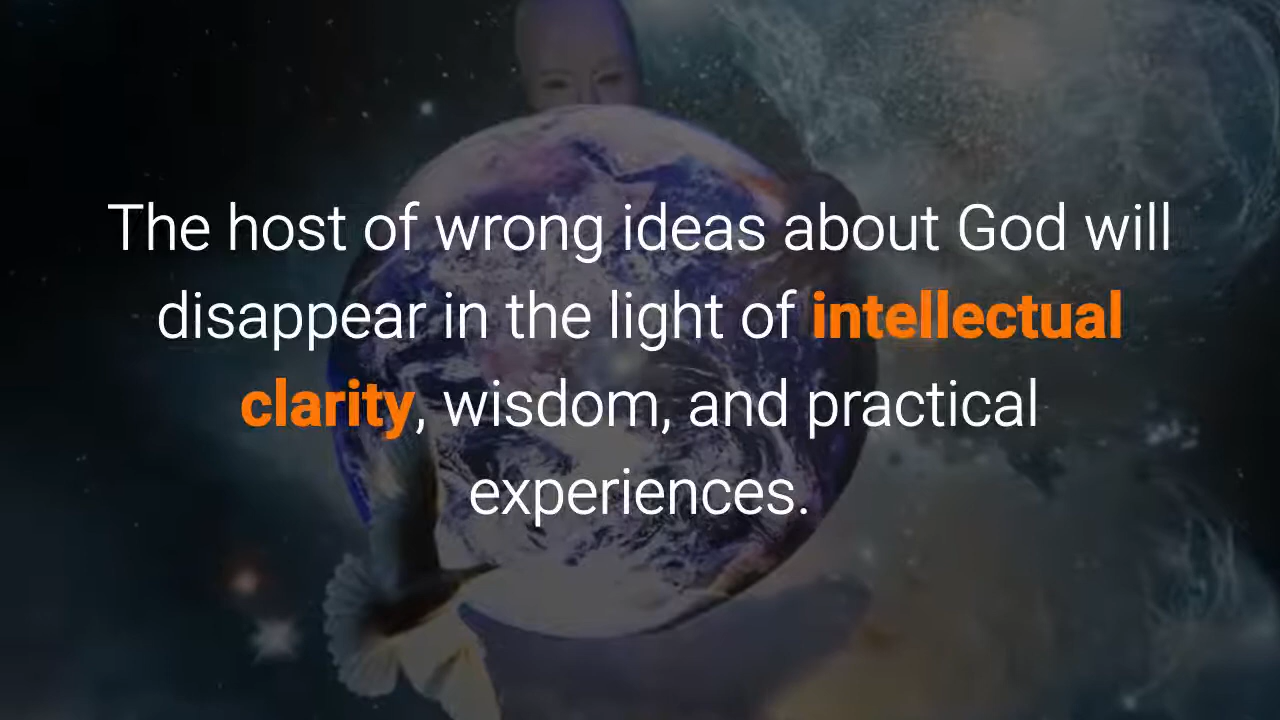 The host of wrong ideas about God will
disappear in the light of intellectual
clarity, wisdom, and practical
experiences.